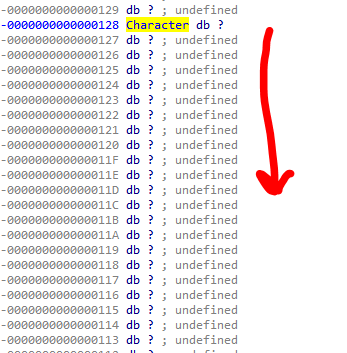 -0000000000000129 db ? ; undefined
-0000000000000128 Character db ?
-0000000000000127 db ? ; undefined
-0000000000000126 db ? ; undefined
-0000000000000125 db ? ; undefined
-0000000000000124 db ? ; undefined
-0000000000000123 db ? ; undefined
-0000000000000122 db ? ; undefined
-0000000000000121 db ? ; undefined
-0000000000000120 db ? ; undefined
-000000000000011F db ? ; undefined
-000000000000011E db ? ; undefined
-000000000000011D db ? ; undefined
-000000000000011C db ? ; undefined
-000000000000011B db ? ; undefined
-000000000000011A db ? ; undefined
-0000000000000119 db ? ; undefined
-0000000000000118 db ? ; undefined
-0000000000000117 db ? ; undefined
-0000000000000116 db ? ; undefined
-0000000000000115 db ? ; undefined
-0000000000000114 db ? ; undefined
-0000000000000113 db ? ; undefined